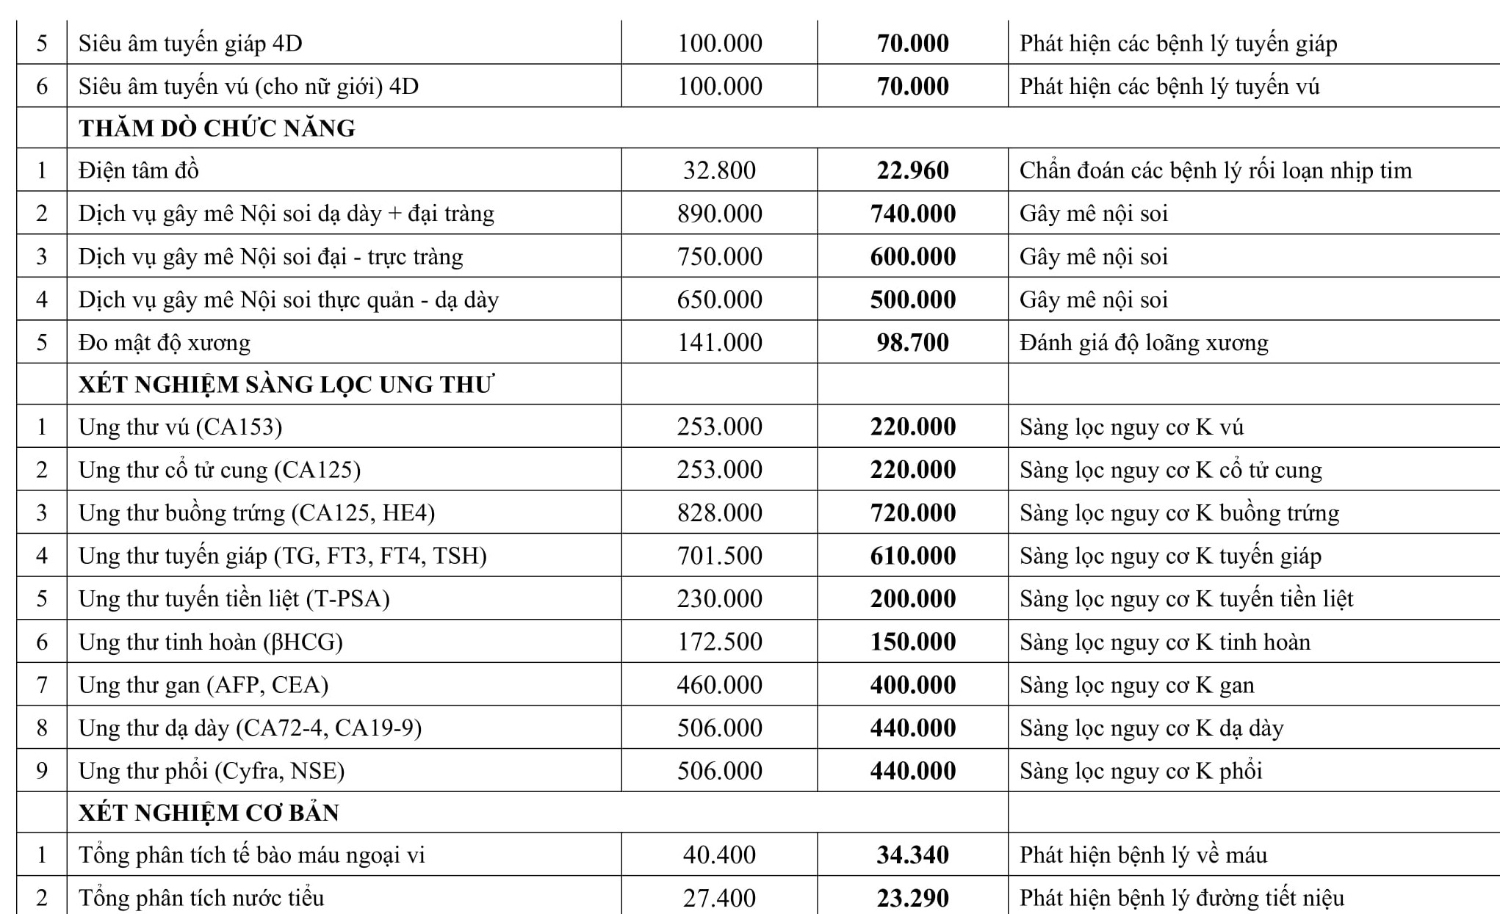 5 Siêu âm tuyến giáp 4D 100.000 70.000 Phát hiện các bệnh lý tuyến giáp
6 Siêu âm tuyến vú (cho nữ giới) 4D 100.000 70.000 Phát hiện các bệnh lý tuyến vú
THĂM DÒ CHỨC NĂNG
1 Điện tâm đồ 32.800 22.960 Chẩn đoán các bệnh lý rối loạn nhịp tim
2 Dịch vụ gây mê Nội soi dạ dày + đại tràng 890.000 740.000 Gây mê nội soi
3 Dịch vụ gây mê Nội soi đại - trực tràng 750.000 600.000 Gây mê nội soi
4 Dịch vụ gây mê Nội soi thực quản - dạ dày 650.000 500.000 Gây mê nội soi
5 Đo mật độ xương 141.000 98.700 Đánh giá độ loãng xương
XÉT NGHIỆM SÀNG LỌC UNG THƯ
1 Ung thư vú (CA153) 253.000 220.000 Sàng lọc nguy cơ K vú
2 Ung thư cổ tử cung (CA125) 253.000 220.000 Sàng lọc nguy cơ K cổ tử cung
3 Ung thư buồng trứng (CA125, HE4) 828.000 720.000 Sàng lọc nguy cơ K buồng trứng
4 Ung thư tuyến giáp (TG, FT3, FT4, TSH) 701.500 610.000 Sàng lọc nguy cơ K tuyến giáp
5 Ung thư tuyến tiền liệt (T-PSA) 230.000 200.000 Sàng lọc nguy cơ K tuyến tiền liệt
6 Ung thư tinh hoàn (βHCG) 172.500 150.000 Sàng lọc nguy cơ K tinh hoàn
7 Ung thư gan (AFP, CEA) 460.000 400.000 Sàng lọc nguy cơ K gan
8 Ung thư dạ dày (CA72-4, CA19-9) 506.000 440.000 Sàng lọc nguy cơ K dạ dày
9 Ung thư phổi (Cyfra, NSE) 506.000 440.000 Sàng lọc nguy cơ K phổi
XÉT NGHIỆM CƠ BẢN
1 Tổng phân tích tế bào máu ngoại vi 40.400 34.340 Phát hiện bệnh lý về máu
2 Tổng phân tích nước tiểu 27.400 23.290 Phát hiện bệnh lý đường tiết niệu